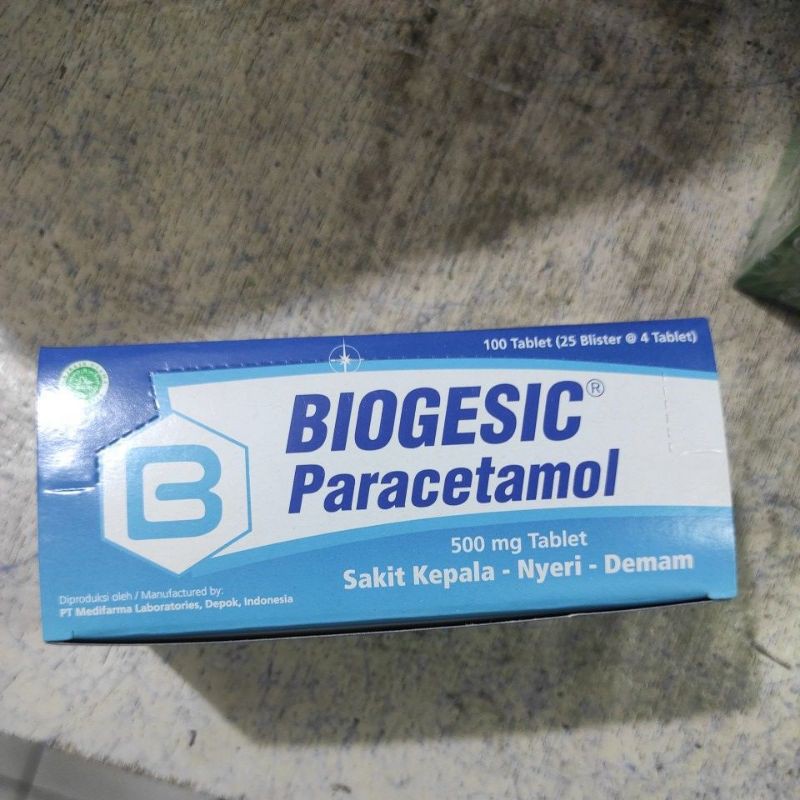 100 Tablet (25 Blister @ 4 Tablet)
BIOGESIC®
Paracetamol
B
500 mg Tablet
Sakit Kepala - Nyeri - Demam
Diproduksi oleh / Manufactured by:
PT Medifarma Laboratories, Depok, Indonesia